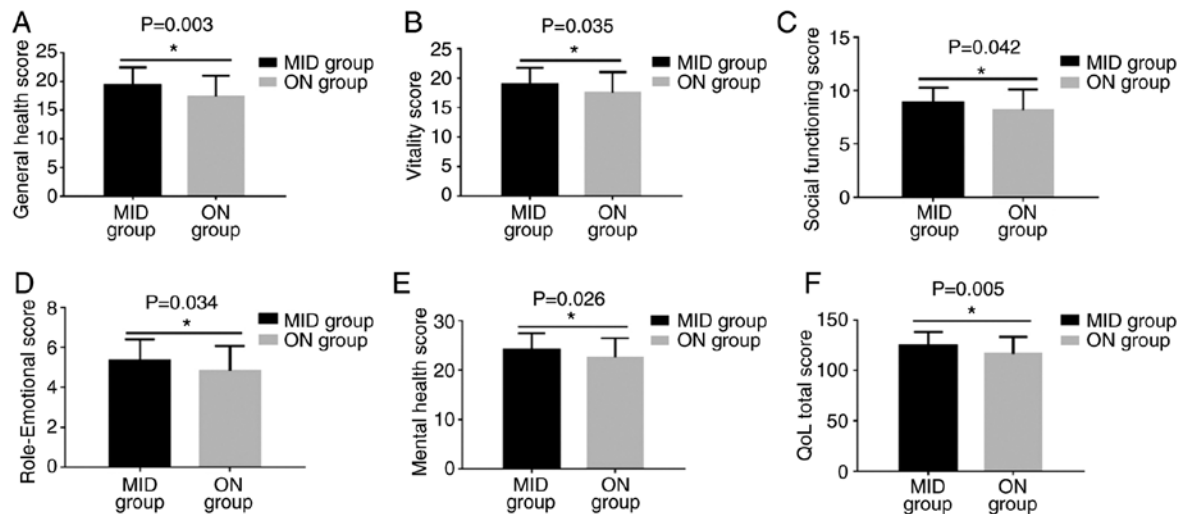 A
P=0.003
*
MID group
ON group
General health score
25
20
15
10
5
0
MID
group
ON
group
B
P=0.035
*
MID group
ON group
Vitality score
25
20
15
10
5
0
MID
group
ON
group
C
P=0.042
*
MID group
ON group
Social functioning score
15
10
5
0
MID
group
ON
group
D
P=0.034
*
MID group
ON group
Role-Emotional score
8
6
4
2
0
MID
group
ON
group
E
P=0.026
*
MID group
ON group
Mental health score
30
20
10
0
MID
group
ON
group
F
P=0.005
*
MID group
ON group
QoL total score
150
100
50
0
MID
group
ON
group